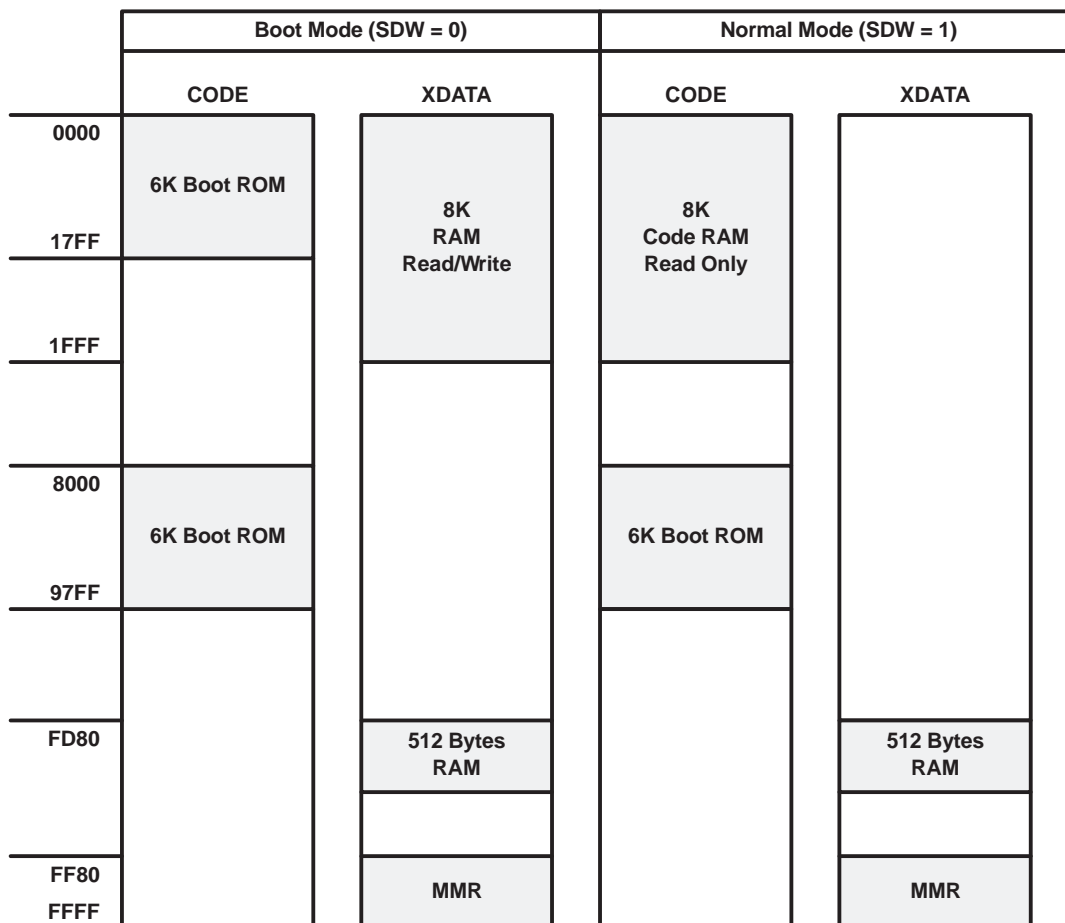 Boot Mode (SDW = 0)
Normal Mode (SDW = 1)
CODE
XDATA
CODE
XDATA
0000
6K Boot ROM
17FF
8K
RAM
Read/Write
8K
Code RAM
Read Only
1FFF
8000
6K Boot ROM
6K Boot ROM
97FF
FD80
512 Bytes
RAM
512 Bytes
RAM
FF80
MMR
MMR
FFFF